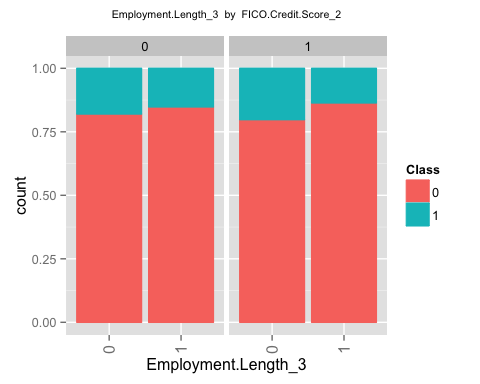 Employment.Length_3 by FICO.Credit.Score_2
0 1
1.00
0.75
0.50
0.25
0.00
count
0 1 0 1
Employment.Length_3
Class
0
1